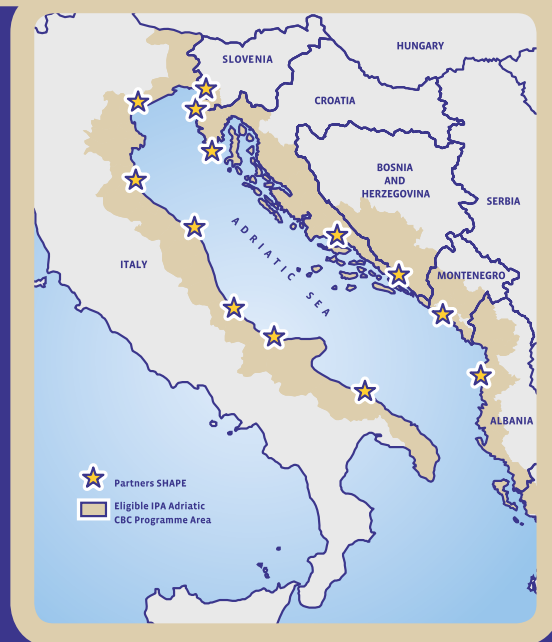 HUNGARY
SLOVENIA
CROATIA
BOSNIA
AND
HERZEGOVINA
SERBIA
ADRIATIC SEA
ITALY
MONTENEGRO
ALBANIA
Partners SHAPE
Eligible IPA Adriatic
CBC Programme Area